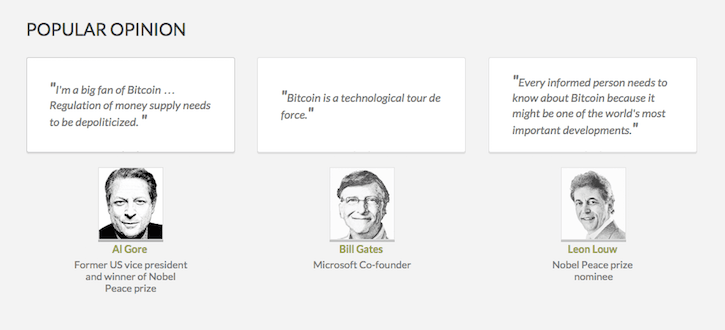 POPULAR OPINION
"I'm a big fan of Bitcoin …
Regulation of money supply needs
to be depoliticized. "
"Bitcoin is a technological tour de
force."
"Every informed person needs to
know about Bitcoin because it
might be one of the world's most
important developments."
Al Gore
Former US vice president
and winner of Nobel
Peace prize
Bill Gates
Microsoft Co-founder
Leon Louw
Nobel Peace prize
nominee